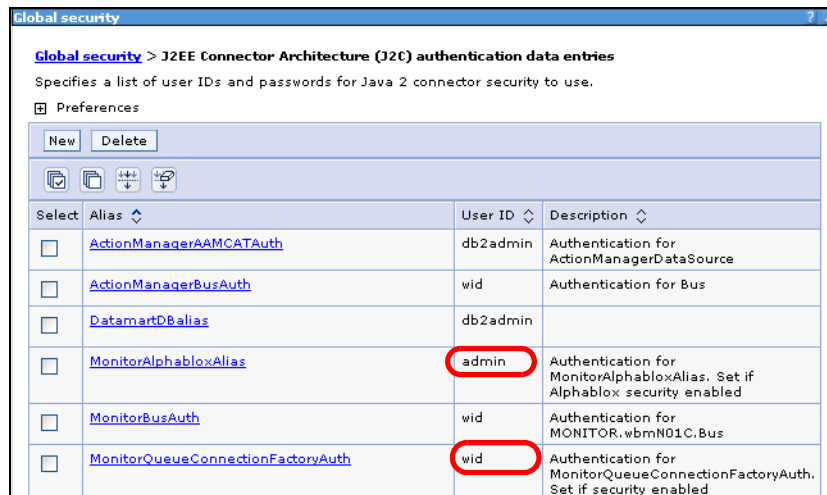 Global security
?
Global security > J2EE Connector Architecture (J2C) authentication data entries
Specifies a list of user IDs and passwords for Java 2 connector security to use.
Preferences
New Delete
Select Alias User ID Description
ActionManagerAAMCATAuth db2admin Authentication for
ActionManagerDataSource
ActionManagerBusAuth wid Authentication for Bus
DatamartDBalias db2admin
MonitorAlphabloxAlias admin Authentication for
MonitorAlphabloxAlias. Set if
Alphablox security enabled
MonitorBusAuth wid Authentication for
MONITOR.wbmN01C.Bus
MonitorQueueConnectionFactoryAuth wid Authentication for
MonitorQueueConnectionFactoryAuth.
Set if security enabled